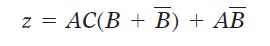 z = AC(B + B̅) + AB̅